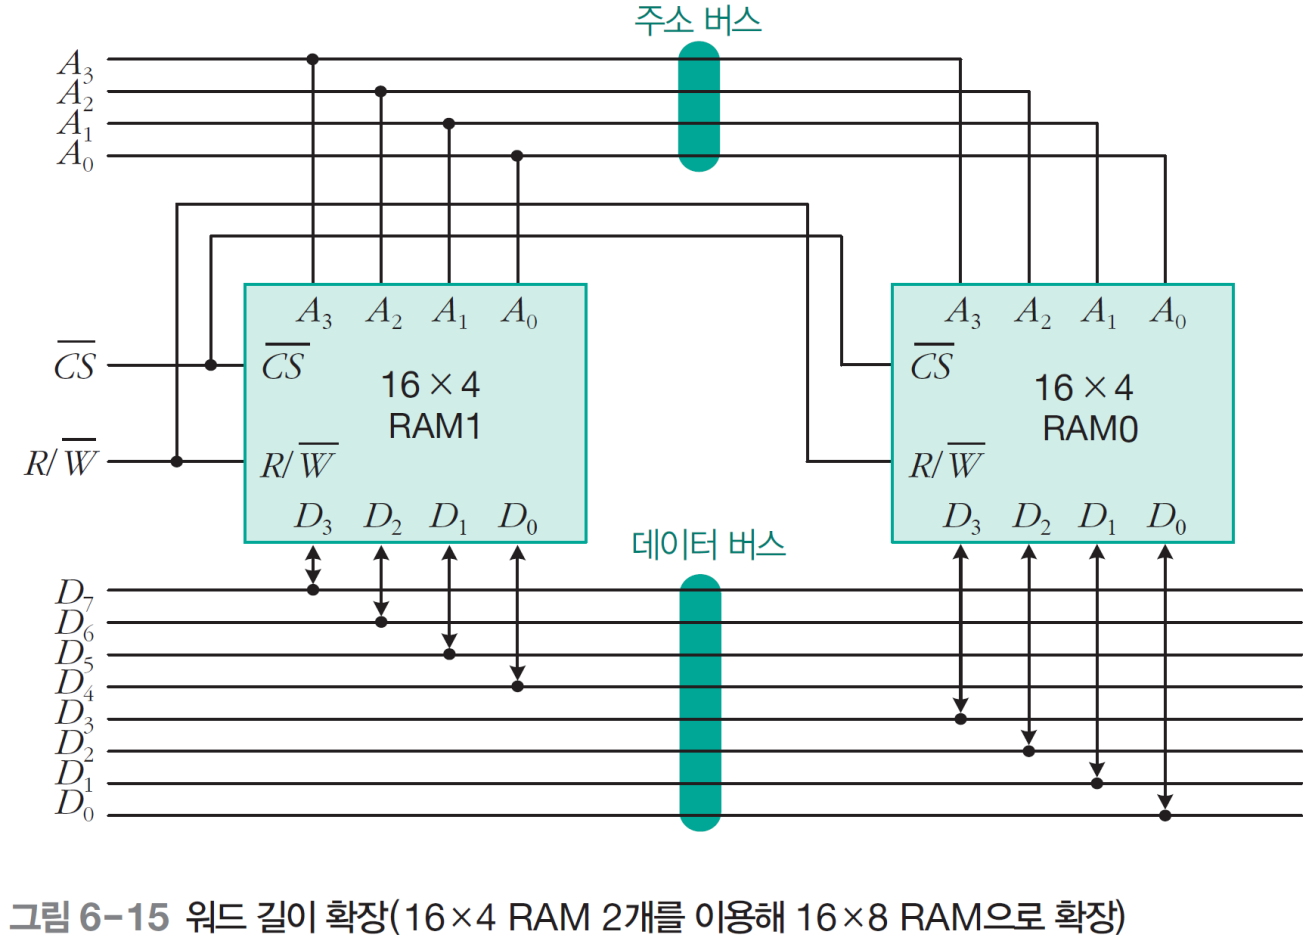 주소 버스
A₃
A₂
A₁
A₀
A₃ A₂ A₁ A₀
A₃ A₂ A₁ A₀
C̅S̅
C̅S̅
C̅S̅
16×4
RAM1
16×4
RAM0
R/W̅
R/W̅
R/W̅
D₃ D₂ D₁ D₀
D₃ D₂ D₁ D₀
데이터 버스
D₇
D₆
D₅
D₄
D₃
D₂
D₁
D₀
그림 6-15 워드 길이 확장(16×4 RAM 2개를 이용해 16×8 RAM으로 확장)